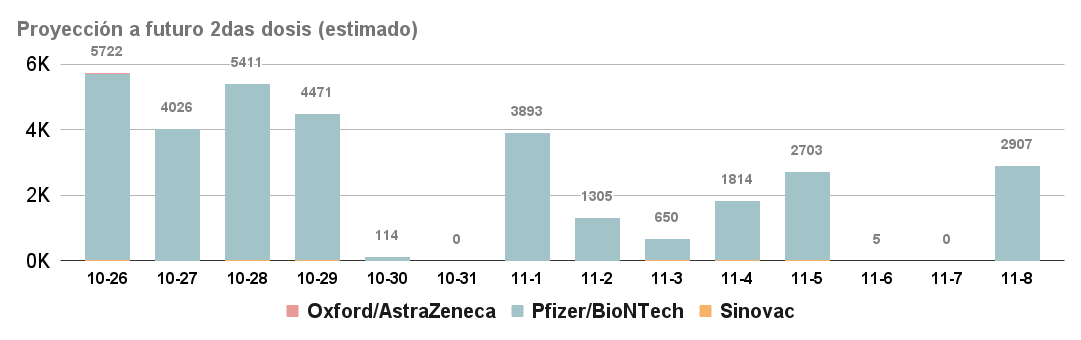 Proyección a futuro 2das dosis (estimado)
6K
5722
5411
4471
4026
3893
4K
2907
2703
2K
1814
1305
650
114
0
5
0
0K
10-26 10-27 10-28 10-29 10-30 10-31 11-1 11-2 11-3 11-4 11-5 11-6 11-7 11-8
Oxford/AstraZeneca Pfizer/BioNTech Sinovac